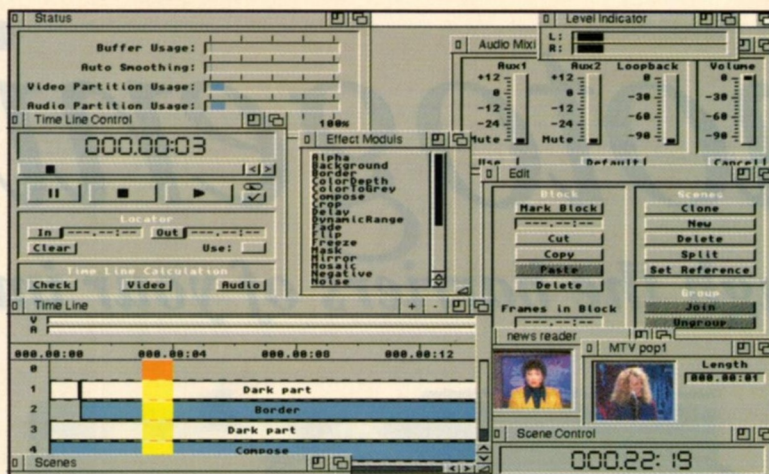 Status
Buffer Usage:
Auto Smoothing:
Video Partition Usage:
Audio Partition Usage:
100%
Level Indicator
L:
R:
Audio Mixi
Aux1 Aux2 Loopback Volume
+12 +12 0 0
0 0 -30 -30
-12 -12 -60 -60
-24 -24 -90 -90
Mute Mute
Use Default Cancel
Time Line Control
000.00:03
Locator
In ---.--:-- Out ---.--:--
Clear Use:
Time Line Calculation
Check Video Audio
Effect Moduls
Alpha
Background
Border
ColorDepth
ColorToGrey
Compose
Crop
Delay
DynamicRange
Fade
Flip
Freeze
Mask
Mirror
Mosaic
Negative
Noise
Edit
Block
Mark Block
---.--:--
Cut
Copy
Paste
Delete
Frames in Block
---.--:--
Scenes
Clone
New
Delete
Split
Set Reference
Group
Join
Ungroup
Time Line + -
V
A
000.00:00 000.00:04 000.00:08 000.00:12
0
1 Dark part
2 Border
3 Dark part
4 Compose
Scenes
news reader
MTV pop1
Length
000.00:01
Scene Control
000.22:19